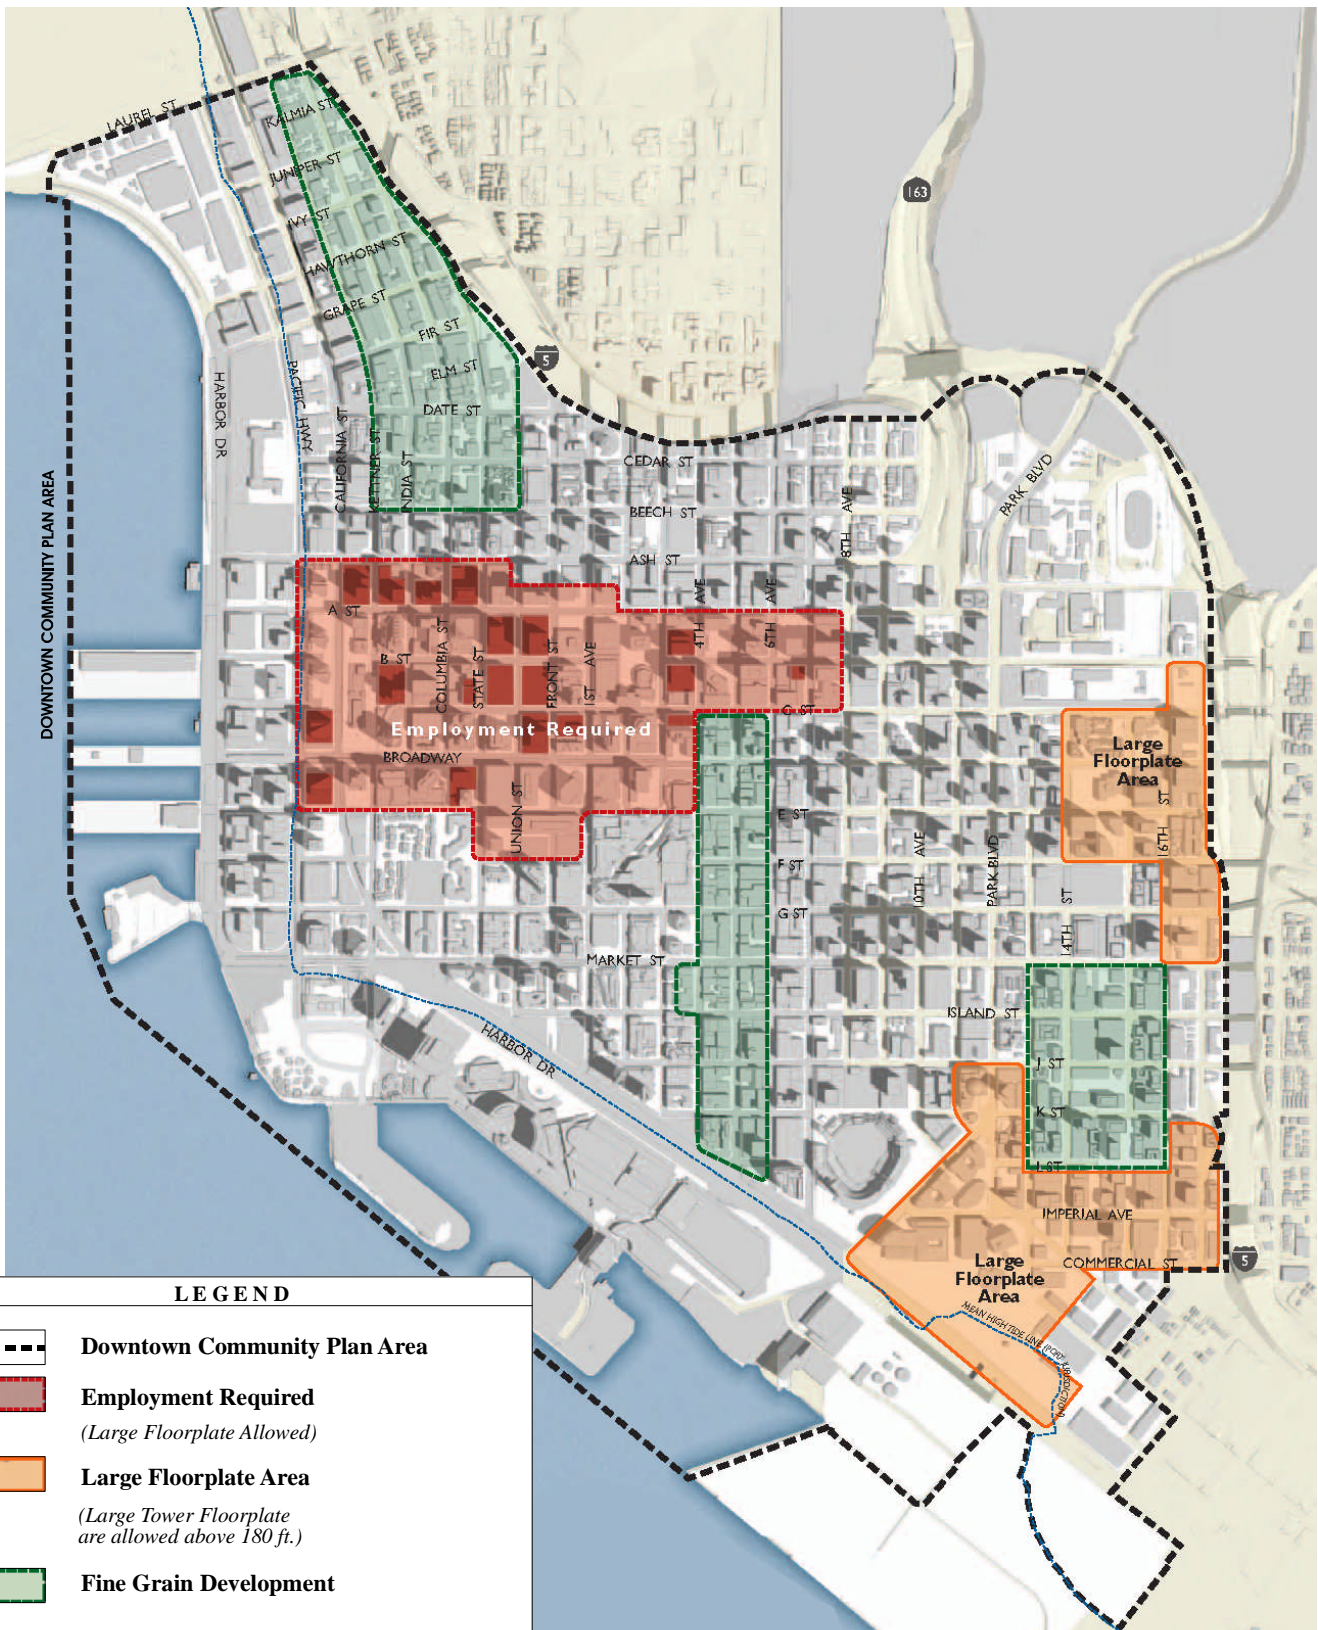 LAUREL ST
KALMIA ST
JUNIPER ST
IVY ST
HAWTHORN ST
GRAPE ST
FIR ST
ELM ST
DATE ST
163
5
HARBOR DR
PACIFIC HWY
CALIFORNIA ST
KETTNER ST
INDIA ST
CEDAR ST
BEECH ST
ASH ST
8TH AVE
PARK BLVD
DOWNTOWN COMMUNITY PLAN AREA
A ST
B ST
COLUMBIA ST
STATE ST
FRONT ST
1ST AVE
4TH AVE
6TH AVE
C ST
Employment Required
BROADWAY
UNION ST
E ST
F ST
G ST
10TH AVE
PARK BLVD
14TH ST
16TH ST
Large
Floorplate
Area
MARKET ST
ISLAND ST
J ST
K ST
L ST
HARBOR DR
IMPERIAL AVE
COMMERCIAL ST
5
Large
Floorplate
Area
MEAN HIGH TIDE LINE (PORT JURISDICTION)
LEGEND
Downtown Community Plan Area
Employment Required
(Large Floorplate Allowed)
Large Floorplate Area
(Large Tower Floorplate
are allowed above 180 ft.)
Fine Grain Development